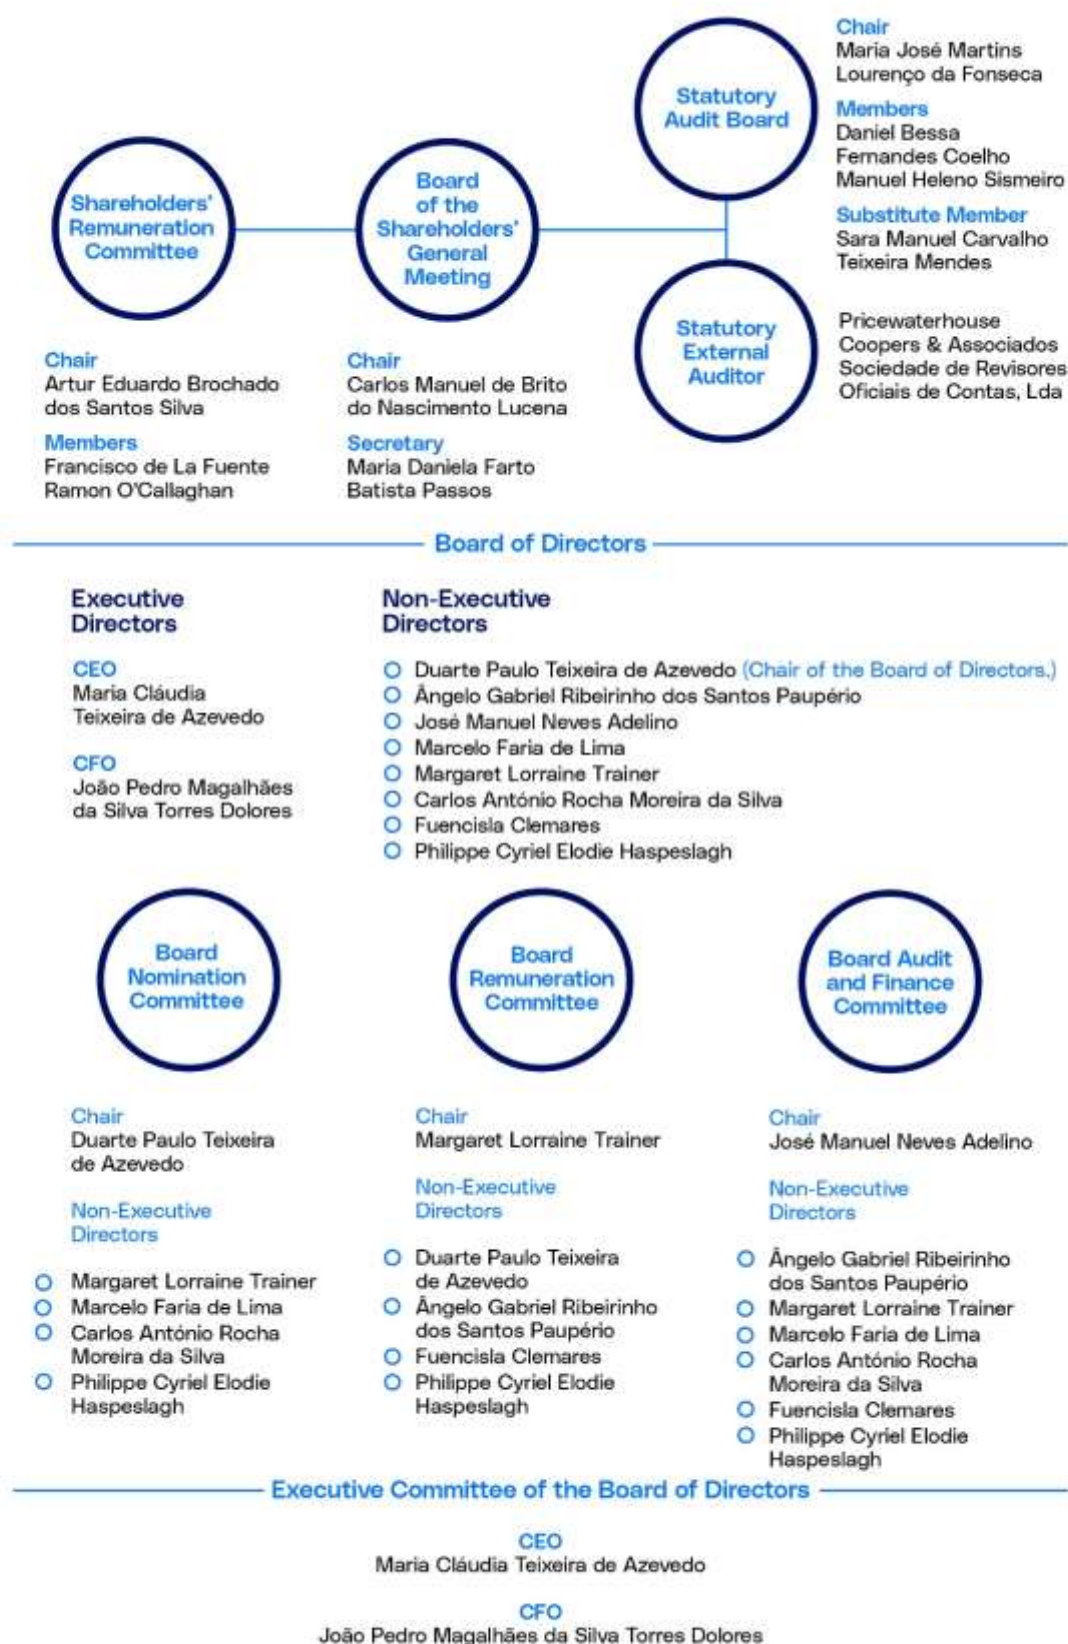 Chair
Maria José Martins
Lourenço da Fonseca
Members
Daniel Bessa
Fernandes Coelho
Manuel Heleno Sismeiro
Substitute Member
Sara Manuel Carvalho
Teixeira Mendes
Statutory
Audit Board
Shareholders'
Remuneration
Committee
Board
of the
Shareholders'
General
Meeting
Statutory
External
Auditor
Pricewaterhouse
Coopers & Associados
Sociedade de Revisores
Oficiais de Contas, Lda
Chair
Artur Eduardo Brochado
dos Santos Silva
Members
Francisco de La Fuente
Ramon O'Callaghan
Chair
Carlos Manuel de Brito
do Nascimento Lucena
Secretary
Maria Daniela Farto
Batista Passos
Board of Directors
Executive
Directors
CEO
Maria Cláudia
Teixeira de Azevedo
CFO
João Pedro Magalhães
da Silva Torres Dolores
Non-Executive
Directors
Duarte Paulo Teixeira de Azevedo (Chair of the Board of Directors.)
Ângelo Gabriel Ribeirinho dos Santos Paupério
José Manuel Neves Adelino
Marcelo Faria de Lima
Margaret Lorraine Trainer
Carlos António Rocha Moreira da Silva
Fuencisla Clemares
Philippe Cyriel Elodie Haspeslagh
Board
Nomination
Committee
Chair
Duarte Paulo Teixeira
de Azevedo
Non-Executive
Directors
Margaret Lorraine Trainer
Marcelo Faria de Lima
Carlos António Rocha
Moreira da Silva
Philippe Cyriel Elodie
Haspeslagh
Board
Remuneration
Committee
Chair
Margaret Lorraine Trainer
Non-Executive
Directors
Duarte Paulo Teixeira
de Azevedo
Ângelo Gabriel Ribeirinho
dos Santos Paupério
Fuencisla Clemares
Philippe Cyriel Elodie
Haspeslagh
Board Audit
and Finance
Committee
Chair
José Manuel Neves Adelino
Non-Executive
Directors
Ângelo Gabriel Ribeirinho
dos Santos Paupério
Margaret Lorraine Trainer
Marcelo Faria de Lima
Carlos António Rocha
Moreira da Silva
Fuencisla Clemares
Philippe Cyriel Elodie
Haspeslagh
Executive Committee of the Board of Directors
CEO
Maria Cláudia Teixeira de Azevedo
CFO
João Pedro Magalhães da Silva Torres Dolores